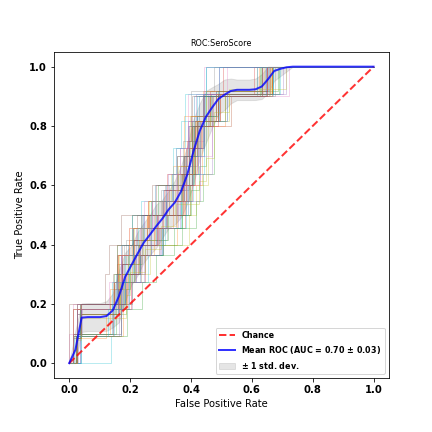 ROC:SeroScore
1.0
0.8
0.6
0.4
0.2
0.0
True Positive Rate
Chance
Mean ROC (AUC = 0.70 ± 0.03)
± 1 std. dev.
0.0 0.2 0.4 0.6 0.8 1.0
False Positive Rate